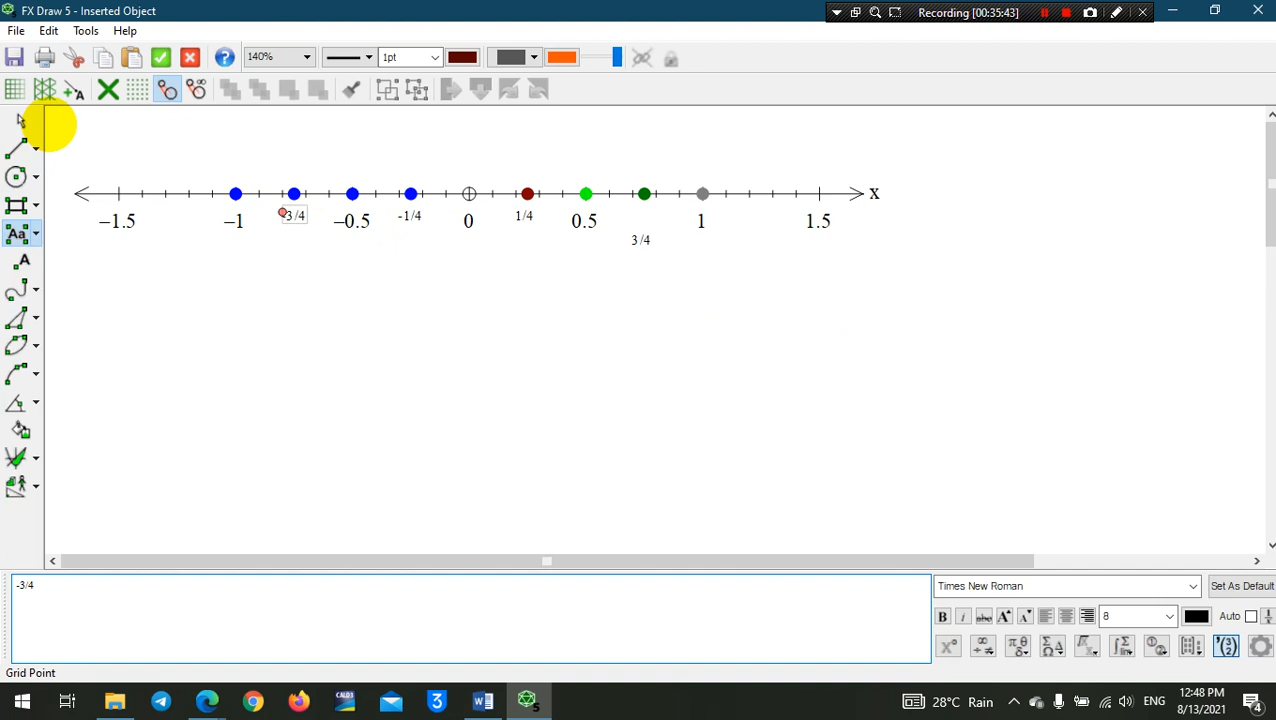 FX Draw 5 - Inserted Object
Recording [00:35:43]
File Edit Tools Help
140% 1pt
x
-3/4 -1/4 1/4
−1.5 −1 −0.5 0 0.5 1 1.5
3/4
-3/4
Times New Roman
Set As Default
8
Auto
Grid Point
28°C Rain
ENG
12:48 PM
8/13/2021